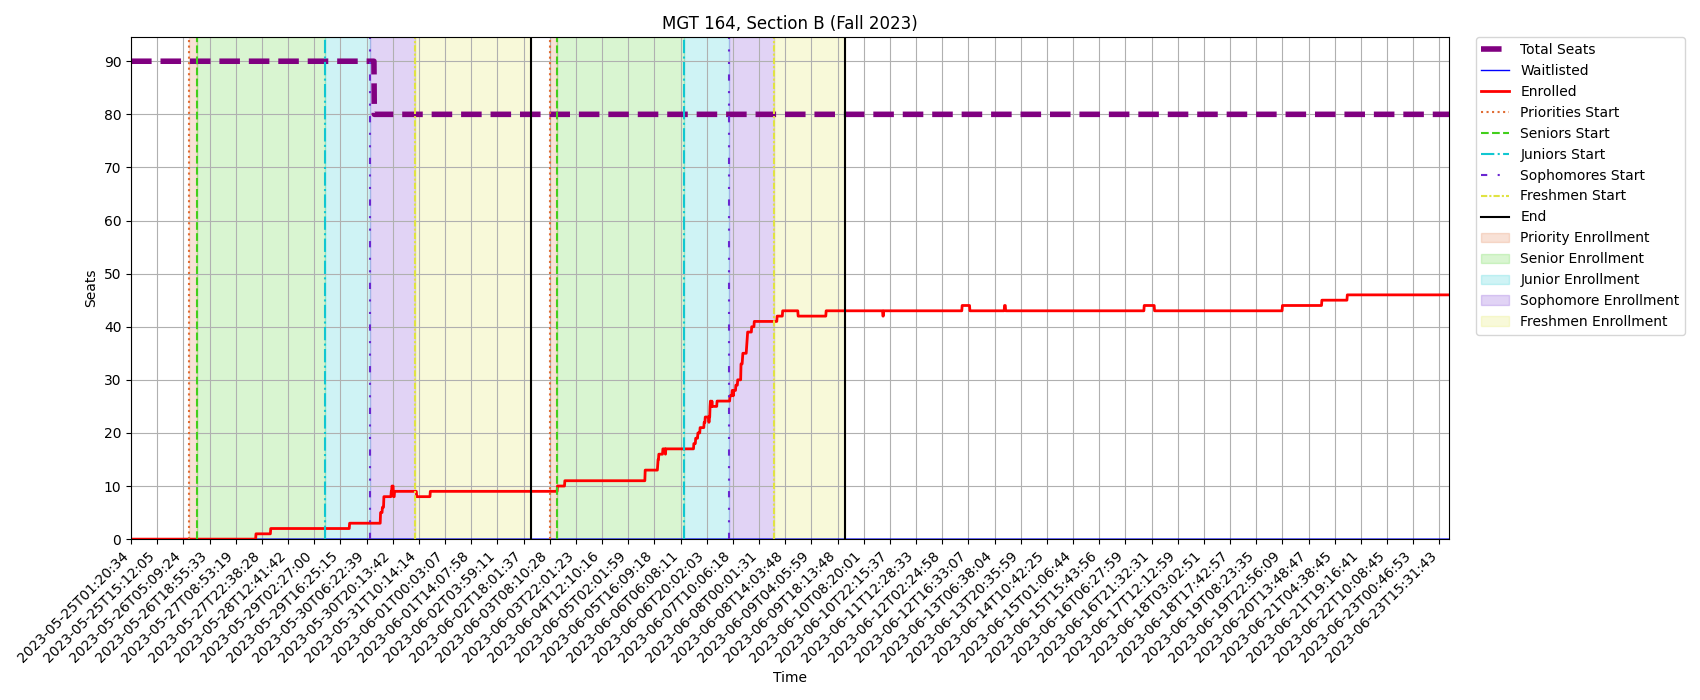 MGT 164, Section B (Fall 2023)
Seats
90
80
70
60
50
40
30
20
10
0
2023-05-25T01:20:34
2023-05-25T15:12:05
2023-05-26T05:09:24
2023-05-26T18:55:33
2023-05-27T08:53:19
2023-05-27T22:38:28
2023-05-28T12:41:42
2023-05-29T02:27:00
2023-05-29T16:25:15
2023-05-30T06:22:39
2023-05-30T20:13:42
2023-05-31T10:14:14
2023-06-01T00:03:07
2023-06-01T14:07:58
2023-06-02T03:59:11
2023-06-02T18:01:37
2023-06-03T08:10:28
2023-06-03T22:01:23
2023-06-04T12:10:16
2023-06-05T02:01:59
2023-06-05T16:09:18
2023-06-06T06:08:11
2023-06-06T20:02:03
2023-06-07T10:06:18
2023-06-08T00:01:31
2023-06-08T14:03:48
2023-06-09T04:05:59
2023-06-09T18:13:48
2023-06-10T08:20:01
2023-06-10T22:15:37
2023-06-11T12:28:33
2023-06-12T02:24:58
2023-06-12T16:33:07
2023-06-13T06:38:04
2023-06-13T20:35:59
2023-06-14T10:42:25
2023-06-15T01:06:44
2023-06-15T15:43:56
2023-06-16T06:27:59
2023-06-16T21:32:31
2023-06-17T12:12:59
2023-06-18T03:02:51
2023-06-18T17:42:57
2023-06-19T08:23:35
2023-06-19T22:56:09
2023-06-20T13:48:47
2023-06-21T04:38:45
2023-06-21T19:16:41
2023-06-22T10:08:45
2023-06-23T00:46:53
2023-06-23T15:31:43
Time
Total Seats
Waitlisted
Enrolled
Priorities Start
Seniors Start
Juniors Start
Sophomores Start
Freshmen Start
End
Priority Enrollment
Senior Enrollment
Junior Enrollment
Sophomore Enrollment
Freshmen Enrollment